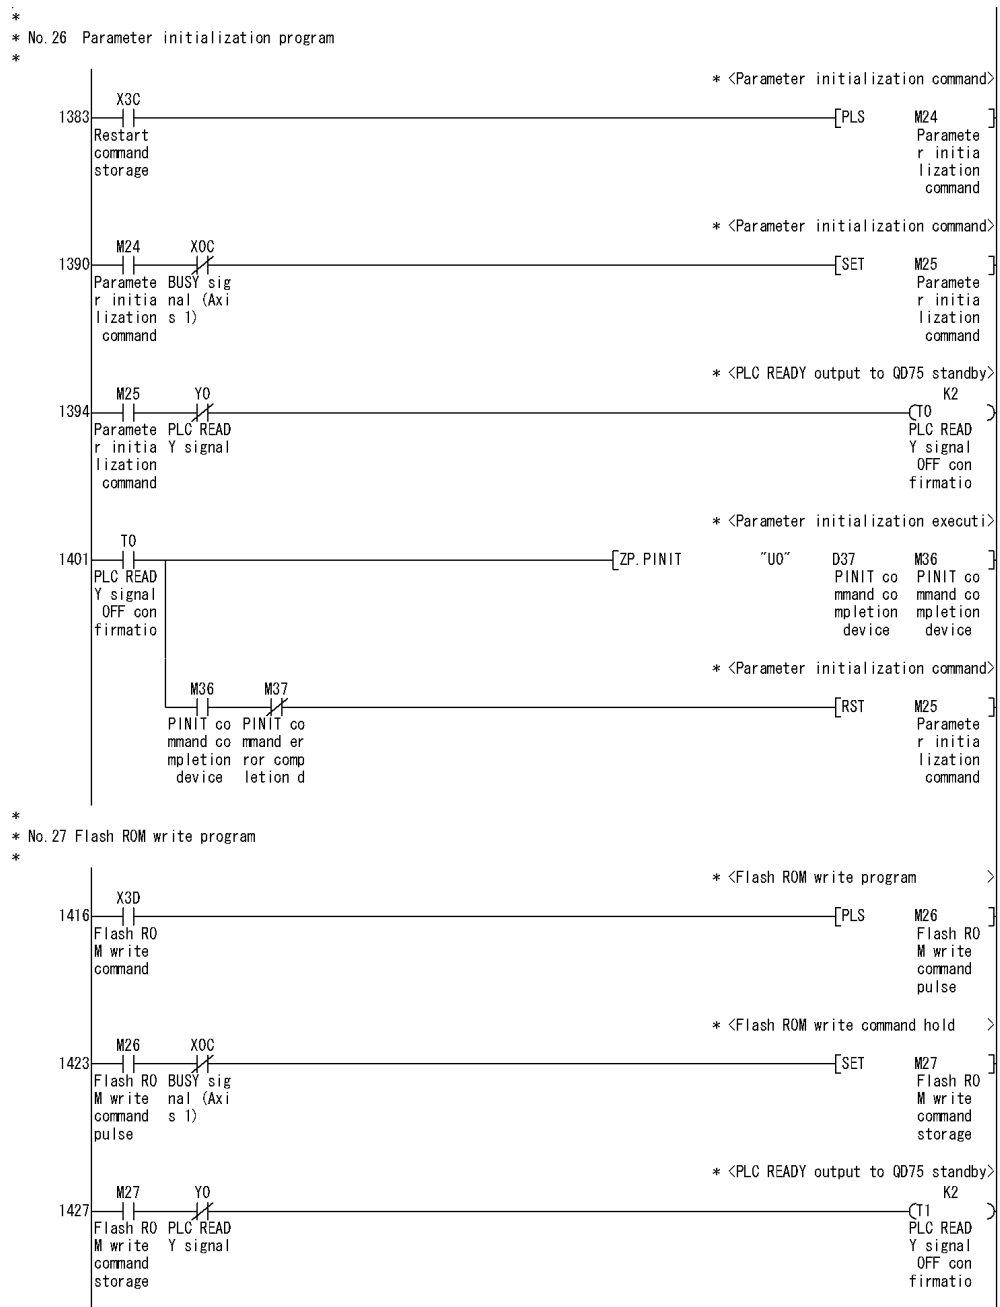 *
* No.26 Parameter initialization program
*
* <Parameter initialization command>
X3C
1383 [PLS M24 ]
Restart Paramete
command r initia
storage lization
command
* <Parameter initialization command>
M24 X0C
1390 [SET M25 ]
Paramete BUSY sig Paramete
r initia nal (Axi r initia
lization s 1) lization
command command
* <PLC READY output to QD75 standby>
M25 Y0 K2
1394 (T0 )
Paramete PLC READ PLC READ
r initia Y signal Y signal
lization OFF con
command firmatio
* <Parameter initialization executi>
T0
1401 [ZP.PINIT "U0" D37 M36 ]
PLC READ PINIT co PINIT co
Y signal mmand co mmand co
OFF con mpletion mpletion
firmatio device device
* <Parameter initialization command>
M36 M37
[RST M25 ]
PINIT co PINIT co Paramete
mmand co mmand er r initia
mpletion ror comp lization
device letion d command
*
* No.27 Flash ROM write program
*
* <Flash ROM write program >
X3D
1416 [PLS M26 ]
Flash RO Flash RO
M write M write
command command
pulse
* <Flash ROM write command hold >
M26 X0C
1423 [SET M27 ]
Flash RO BUSY sig Flash RO
M write nal (Axi M write
command s 1) command
pulse storage
* <PLC READY output to QD75 standby>
M27 Y0 K2
1427 (T1 )
Flash RO PLC READ PLC READ
M write Y signal Y signal
command OFF con
storage firmatio